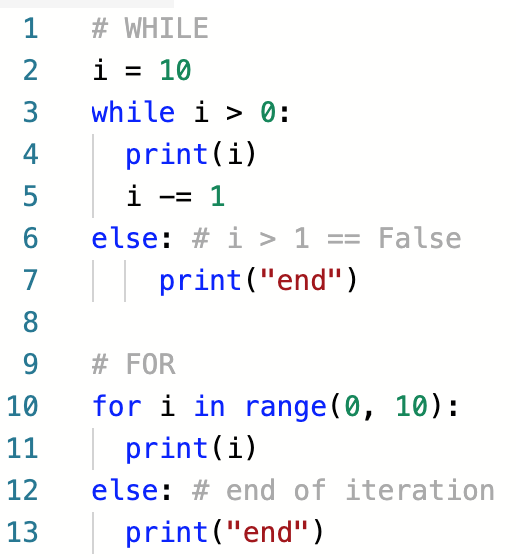 1 # WHILE
2 i = 10
3 while i > 0:
4   print(i)
5   i -= 1
6 else: # i > 1 == False
7     print("end")
8
9 # FOR
10 for i in range(0, 10):
11   print(i)
12 else: # end of iteration
13   print("end")